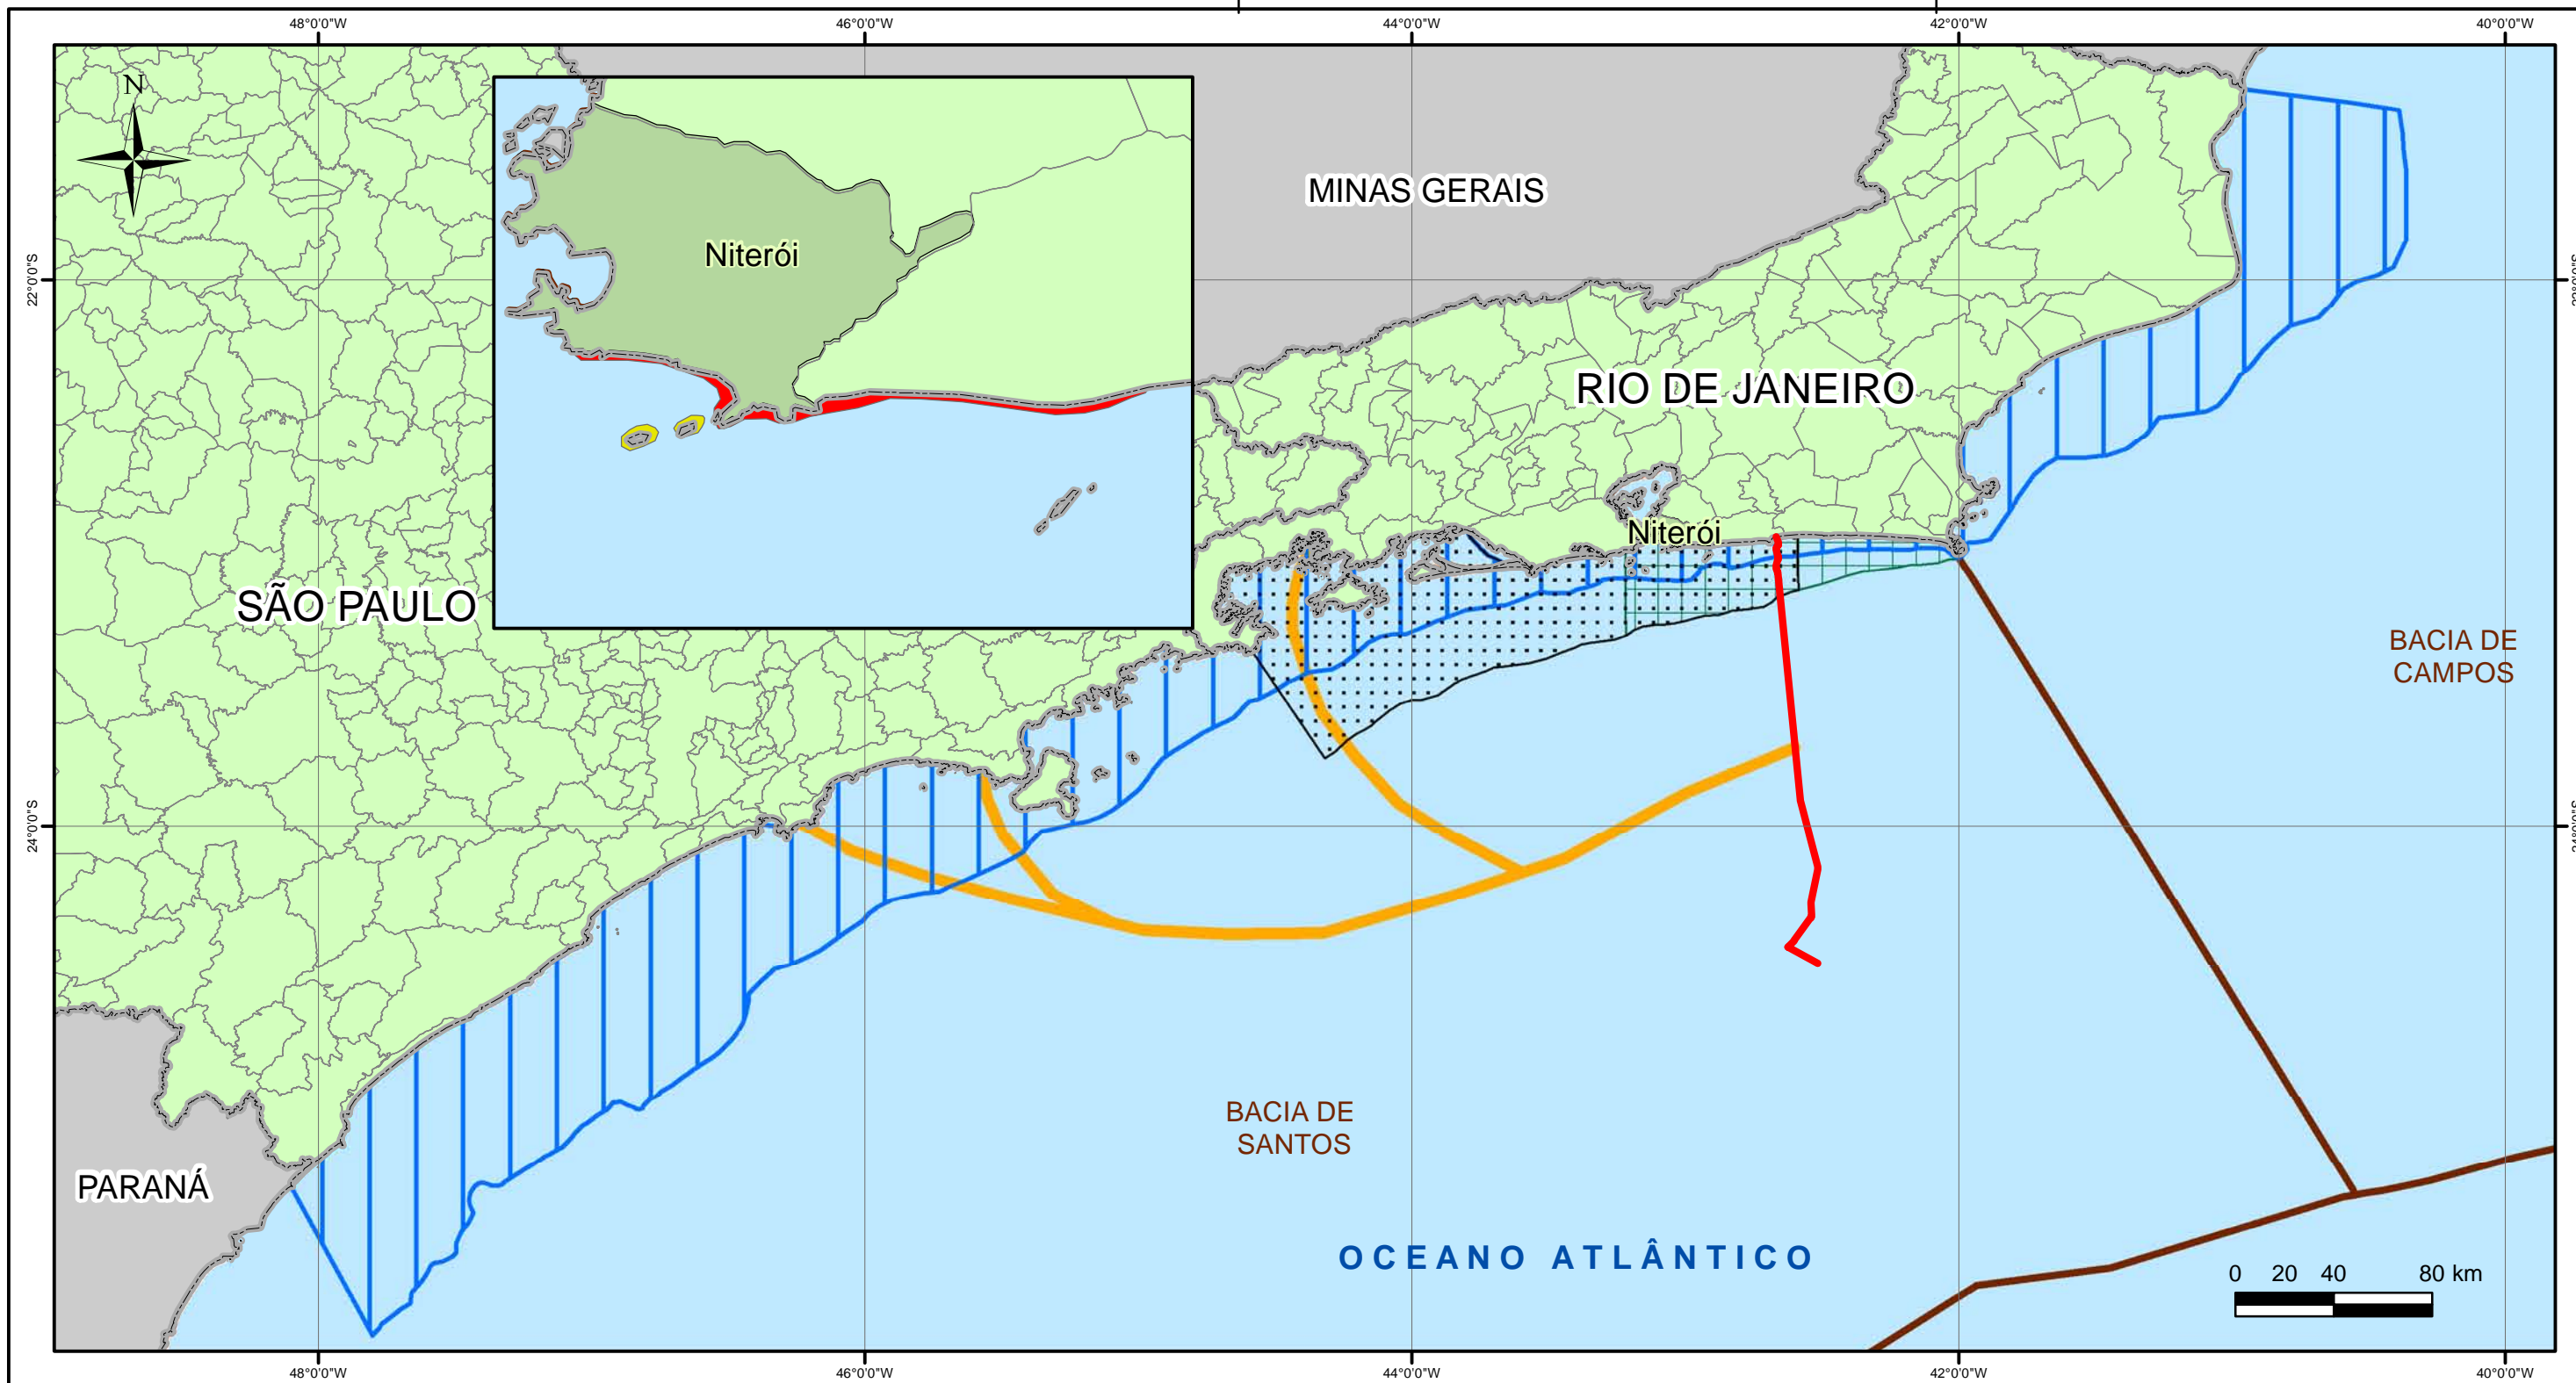 48°0'0"W
46°0'0"W
44°0'0"W
42°0'0"W
40°0'0"W
N
MINAS GERAIS
Niterói
22°0'0"S
RIO DE JANEIRO
Niterói
SÃO PAULO
BACIA DE
CAMPOS
24°0'0"S
BACIA DE
SANTOS
PARANÁ
OCEANO ATLÂNTICO
0 20 40 80 km
48°0'0"W
46°0'0"W
44°0'0"W
42°0'0"W
40°0'0"W